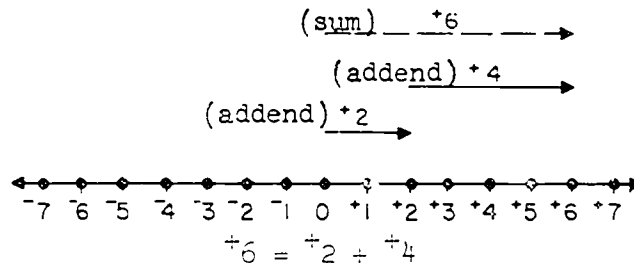 (sum) ⁺6
(addend) ⁺4
(addend) ⁺2
⁻7 ⁻6 ⁻5 ⁻4 ⁻3 ⁻2 ⁻1 0 ⁺1 ⁺2 ⁺3 ⁺4 ⁺5 ⁺6 ⁺7
⁺6 = ⁺2 + ⁺4